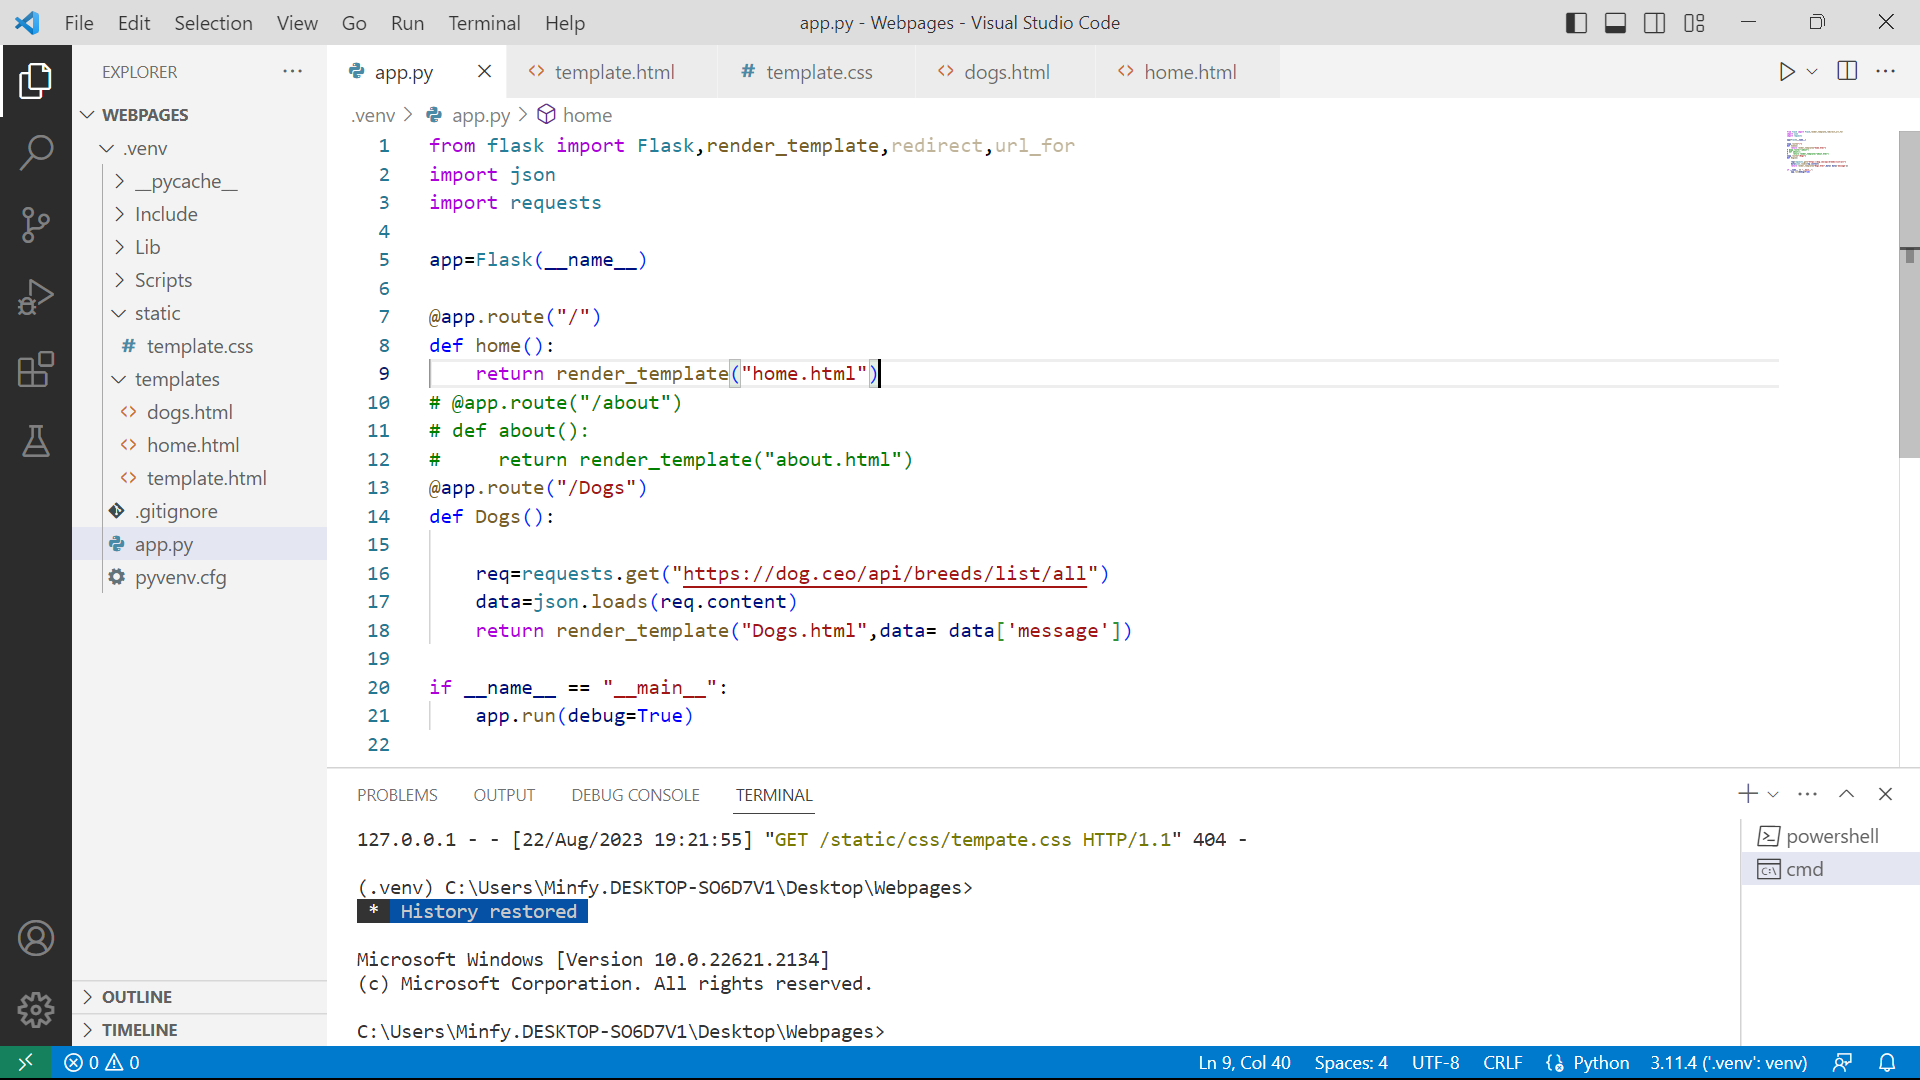 File Edit Selection View Go Run Terminal Help
app.py - Webpages - Visual Studio Code
EXPLORER
WEBPAGES
.venv
__pycache__
Include
Lib
Scripts
static
# template.css
templates
<> dogs.html
<> home.html
<> template.html
.gitignore
app.py
pyvenv.cfg
OUTLINE
TIMELINE
app.py
<> template.html
# template.css
<> dogs.html
<> home.html
.venv > app.py > home
1 from flask import Flask,render_template,redirect,url_for
2 import json
3 import requests
4
5 app=Flask(__name__)
6
7 @app.route("/")
8 def home():
9     return render_template("home.html")
10 # @app.route("/about")
11 # def about():
12 #     return render_template("about.html")
13 @app.route("/Dogs")
14 def Dogs():
15
16     req=requests.get("https://dog.ceo/api/breeds/list/all")
17     data=json.loads(req.content)
18     return render_template("Dogs.html",data= data['message'])
19
20 if __name__ == "__main__":
21     app.run(debug=True)
22
PROBLEMS OUTPUT DEBUG CONSOLE TERMINAL
127.0.0.1 - - [22/Aug/2023 19:21:55] "GET /static/css/tempate.css HTTP/1.1" 404 -
(.venv) C:\Users\Minfy.DESKTOP-SO6D7V1\Desktop\Webpages>
* History restored
Microsoft Windows [Version 10.0.22621.2134]
(c) Microsoft Corporation. All rights reserved.
C:\Users\Minfy.DESKTOP-SO6D7V1\Desktop\Webpages>
powershell
cmd
0 0
Ln 9, Col 40 Spaces: 4 UTF-8 CRLF Python 3.11.4 ('.venv': venv)